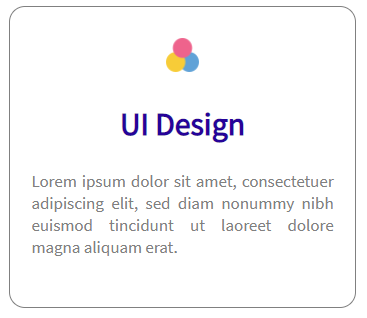 UI Design
Lorem ipsum dolor sit amet, consectetuer
adipiscing elit, sed diam nonummy nibh
euismod tincidunt ut laoreet dolore
magna aliquam erat.